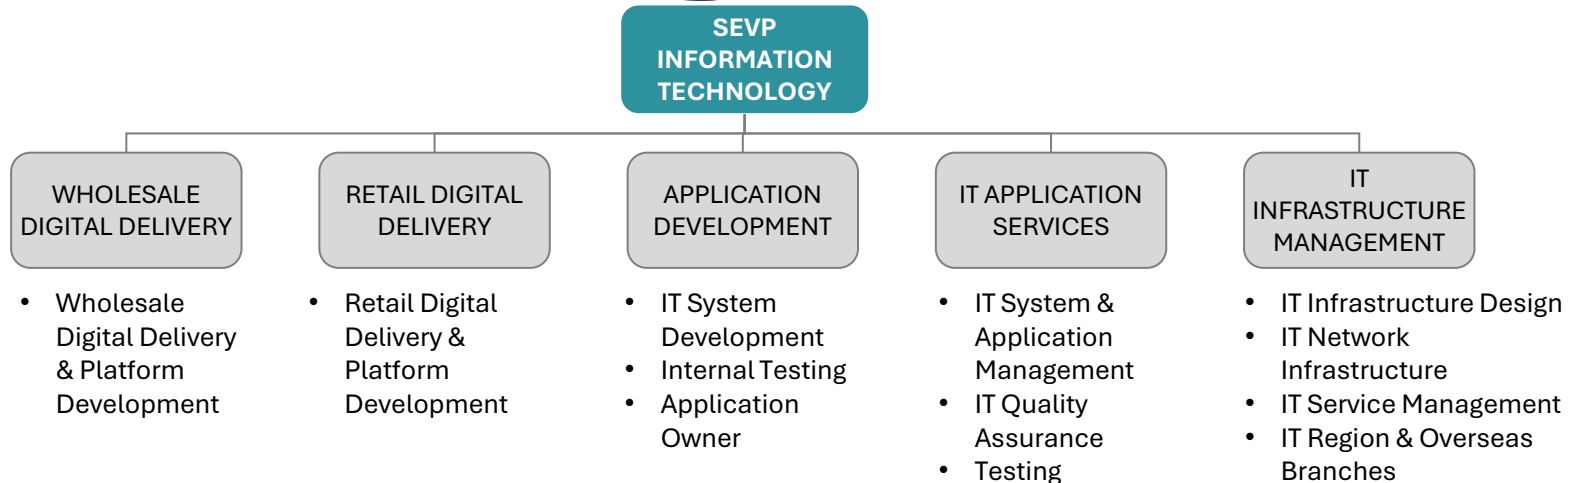 SEVP
INFORMATION
TECHNOLOGY
WHOLESALE
DIGITAL DELIVERY
RETAIL DIGITAL
DELIVERY
APPLICATION
DEVELOPMENT
IT APPLICATION
SERVICES
IT
INFRASTRUCTURE
MANAGEMENT
• Wholesale
Digital Delivery
& Platform
Development
• Retail Digital
Delivery &
Platform
Development
• IT System
Development
• Internal Testing
• Application
Owner
• IT System &
Application
Management
• IT Quality
Assurance
• Testing
• IT Infrastructure Design
• IT Network
Infrastructure
• IT Service Management
• IT Region & Overseas
Branches